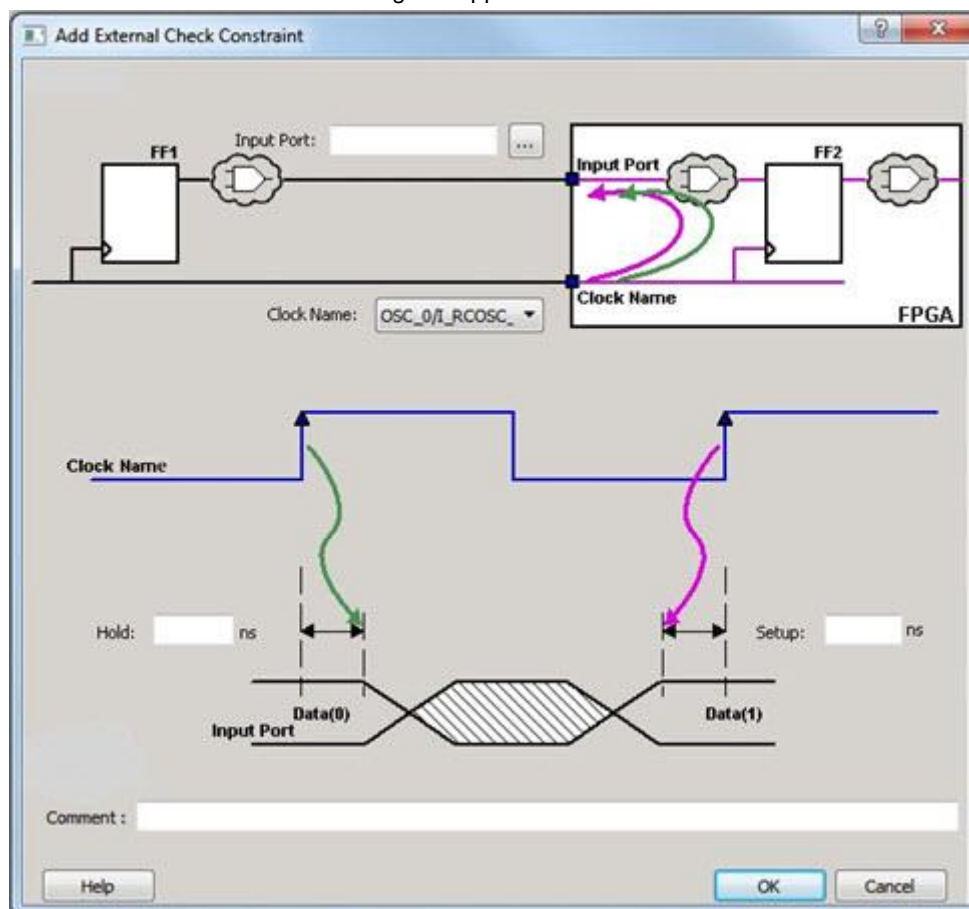 Add External Check Constraint
Input Port:
...
FF1
Input Port
FF2
Clock Name
FPGA
Clock Name:
OSC_0/I_RCOSC_
Clock Name
Hold:
ns
Setup:
ns
Data(0)
Data(1)
Input Port
Comment :
Help
OK
Cancel